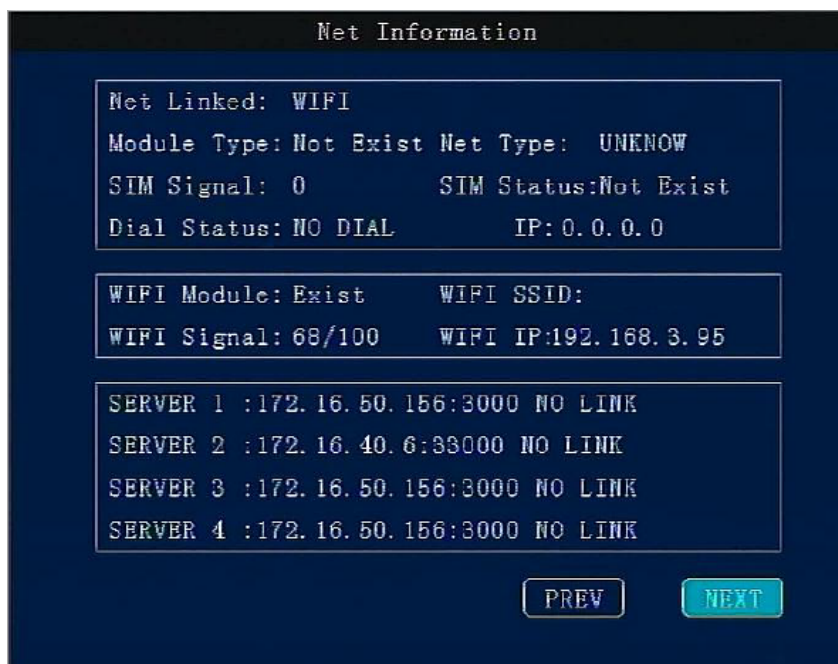 Net Information
Net Linked: WIFI
Module Type: Not Exist Net Type: UNKNOW
SIM Signal: 0 SIM Status:Not Exist
Dial Status: NO DIAL IP:0.0.0.0
WIFI Module: Exist WIFI SSID:
WIFI Signal: 68/100 WIFI IP:192.168.3.95
SERVER 1 :172.16.50.156:3000 NO LINK
SERVER 2 :172.16.40.6:33000 NO LINK
SERVER 3 :172.16.50.156:3000 NO LINK
SERVER 4 :172.16.50.156:3000 NO LINK
PREV NEXT